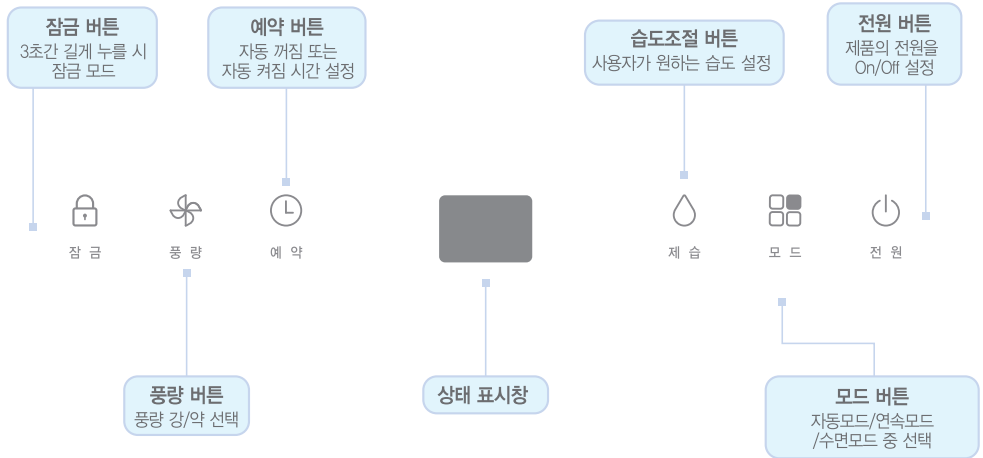 잠금 버튼
3초간 길게 누를 시
잠금 모드
예약 버튼
자동 꺼짐 또는
자동 켜짐 시간 설정
습도조절 버튼
사용자가 원하는 습도 설정
전원 버튼
제품의 전원을
On/Off 설정
잠 금
풍 량
예 약
제 습
모 드
전 원
풍량 버튼
풍량 강/약 선택
상태 표시창
모드 버튼
자동모드/연속모드
/수면모드 중 선택